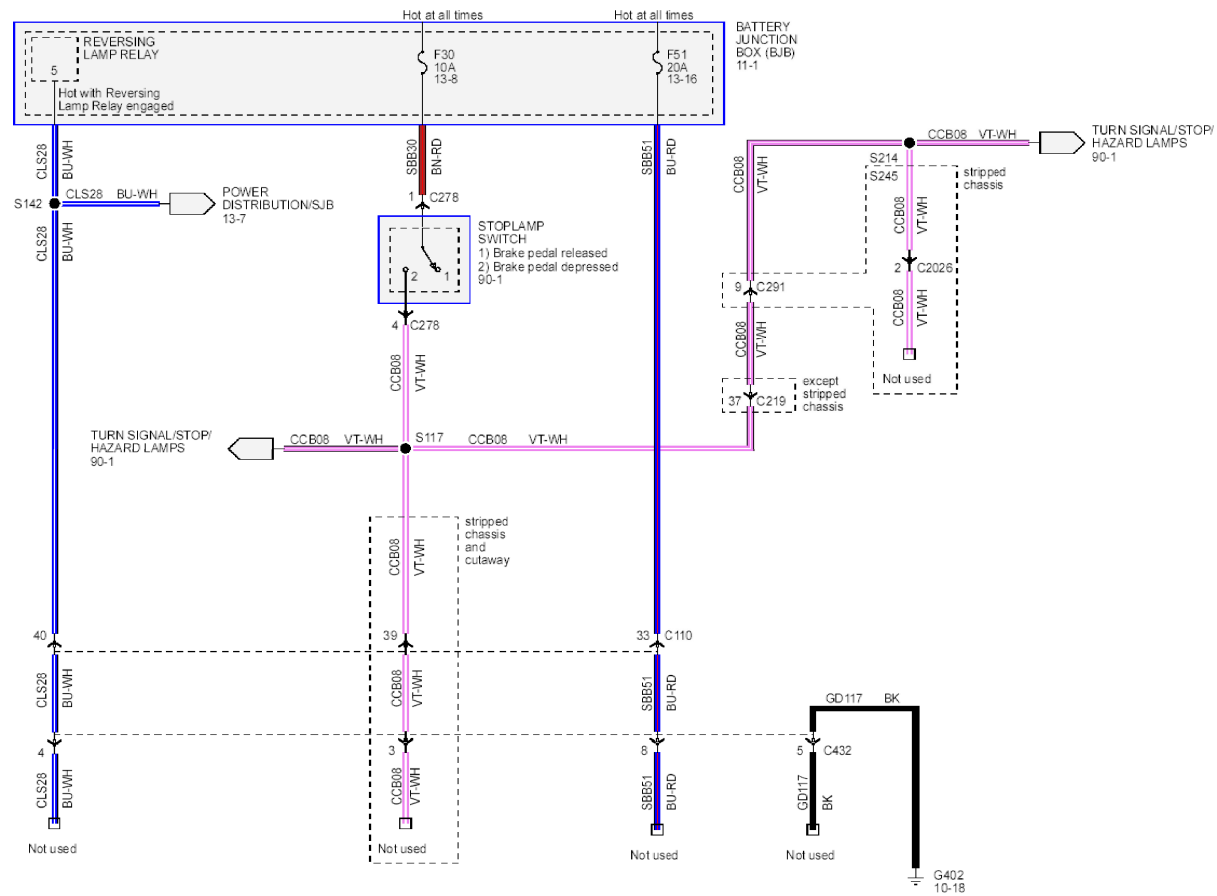 Hot at all times
Hot at all times
BATTERY
JUNCTION
BOX (BJB)
11-1
REVERSING
LAMP RELAY
5
Hot with Reversing
Lamp Relay engaged
F30
10A
13-8
F51
20A
13-16
CLS28
BU-WH
SBB30
BN-RD
SBB51
BU-RD
CCB08
VT-WH
CCB08 VT-WH
TURN SIGNAL/STOP/
HAZARD LAMPS
90-1
S214
S245
stripped
chassis
S142
CLS28 BU-WH
POWER
DISTRIBUTION/SJB
13-7
1 C278
CLS28
BU-WH
STOPLAMP
SWITCH
1) Brake pedal released
2) Brake pedal depressed
90-1
2
1
CCB08
VT-WH
2 C2026
9 C291
CCB08
VT-WH
4 C278
CCB08
VT-WH
CCB08
VT-WH
Not used
except
stripped
chassis
37 C219
TURN SIGNAL/STOP/
HAZARD LAMPS
90-1
CCB08 VT-WH
S117
CCB08 VT-WH
stripped
chassis
and
cutaway
CCB08
VT-WH
40
39
33 C110
CLS28
BU-WH
CCB08
VT-WH
SBB51
BU-RD
GD117 BK
4
3
8
5 C432
CLS28
BU-WH
CCB08
VT-WH
SBB51
BU-RD
GD117
BK
Not used
Not used
Not used
Not used
G402
10-18